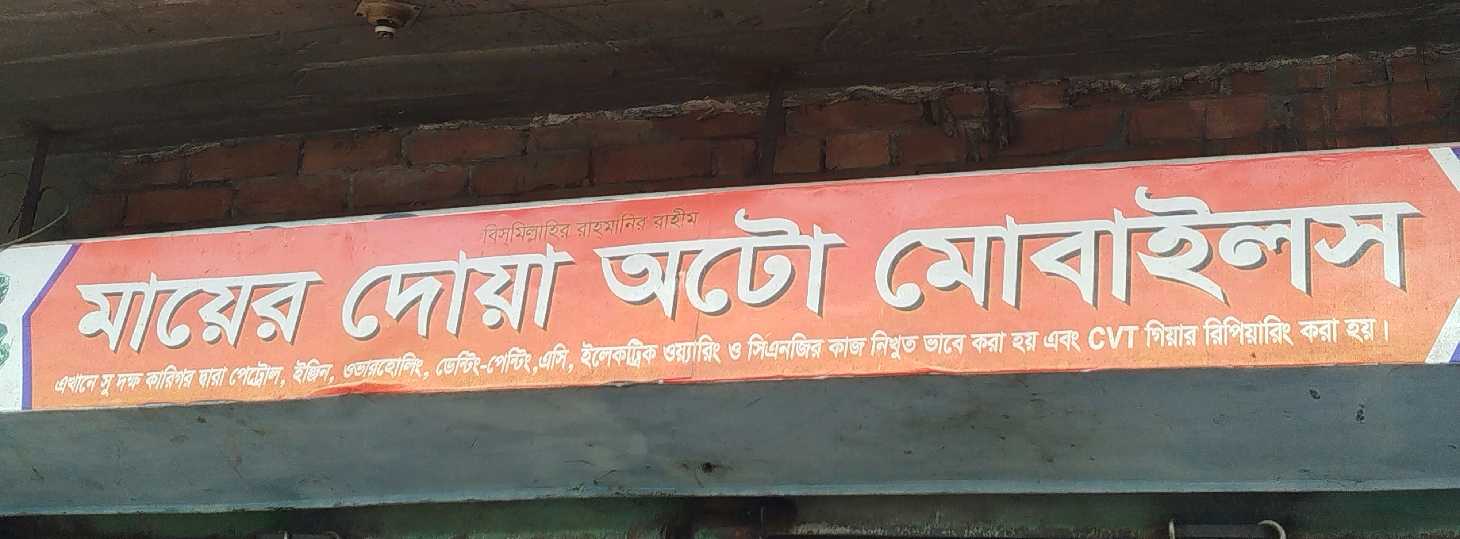 বিস্‌মিল্লাহির রাহমানির রাহীম
মায়ের দোয়া অটো মোবাইলস
এখানে সু দক্ষ কারিগর দ্বারা পেট্রোল, ইঞ্জিন, ওভারহোলিং, ডেন্টিং-পেন্টিং,এসি, ইলেকট্রিক ওয়্যারিং ও সিএনজির কাজ নিখুত ভাবে করা হয় এবং CVT গিয়ার রিপিয়ারিং করা হয়।